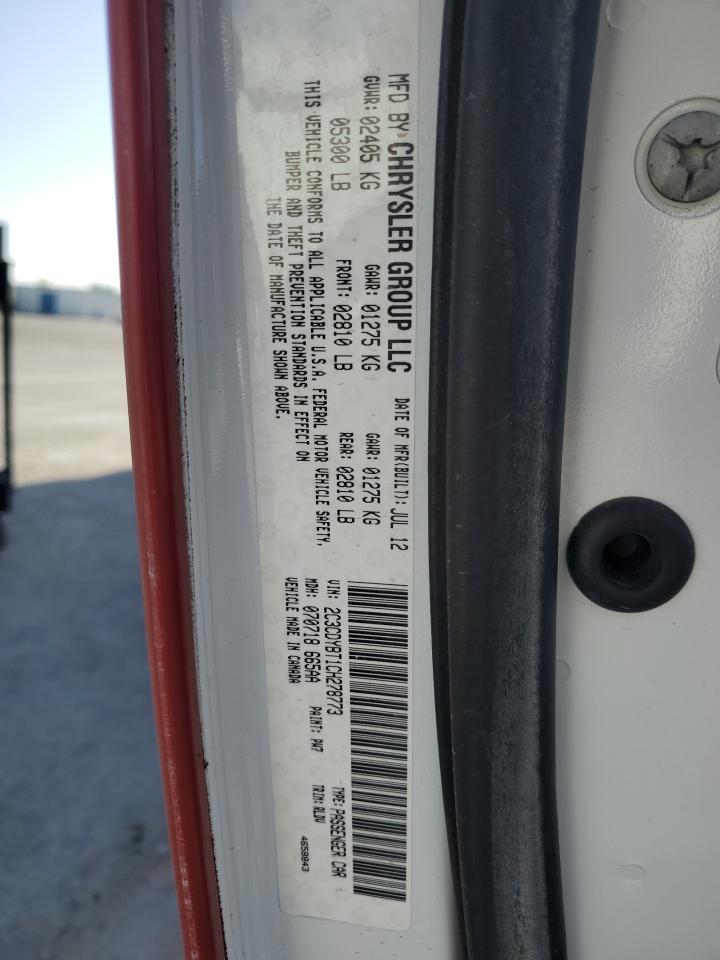 MFD BY CHRYSLER GROUP LLC DATE OF MFR(BUILT): JUL 12
GVWR: 02405 KG GAWR: 01275 KG GAWR: 01275 KG
05300 LB FRONT: 02810 LB REAR: 02810 LB
THIS VEHICLE CONFORMS TO ALL APPLICABLE U.S.A. FEDERAL MOTOR VEHICLE SAFETY,
BUMPER AND THEFT PREVENTION STANDARDS IN EFFECT ON
THE DATE OF MANUFACTURE SHOWN ABOVE.
VIN: 2C3CDYBT1CH278773 TYPE: PASSENGER CAR
MDH: 070718 665AA PAINT: PW7 TRIM: RLDV
VEHICLE MADE IN CANADA 4658843